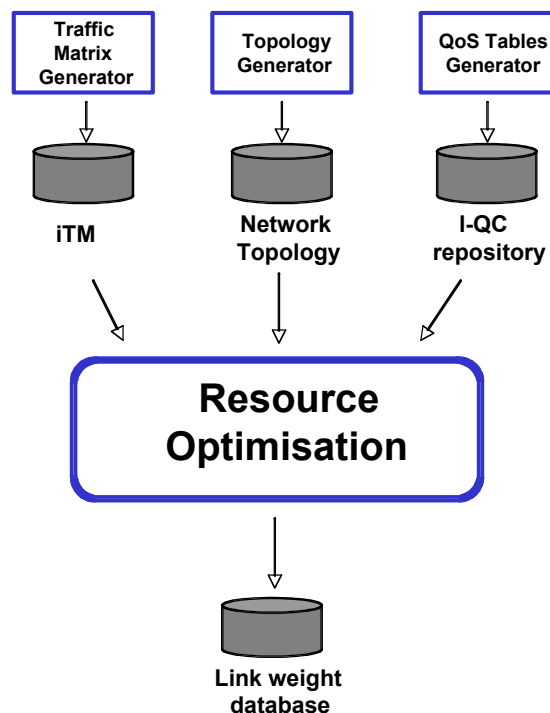 Traffic
Matrix
Generator
Topology
Generator
QoS Tables
Generator
iTM
Network
Topology
I-QC
repository
Resource
Optimisation
Link weight
database